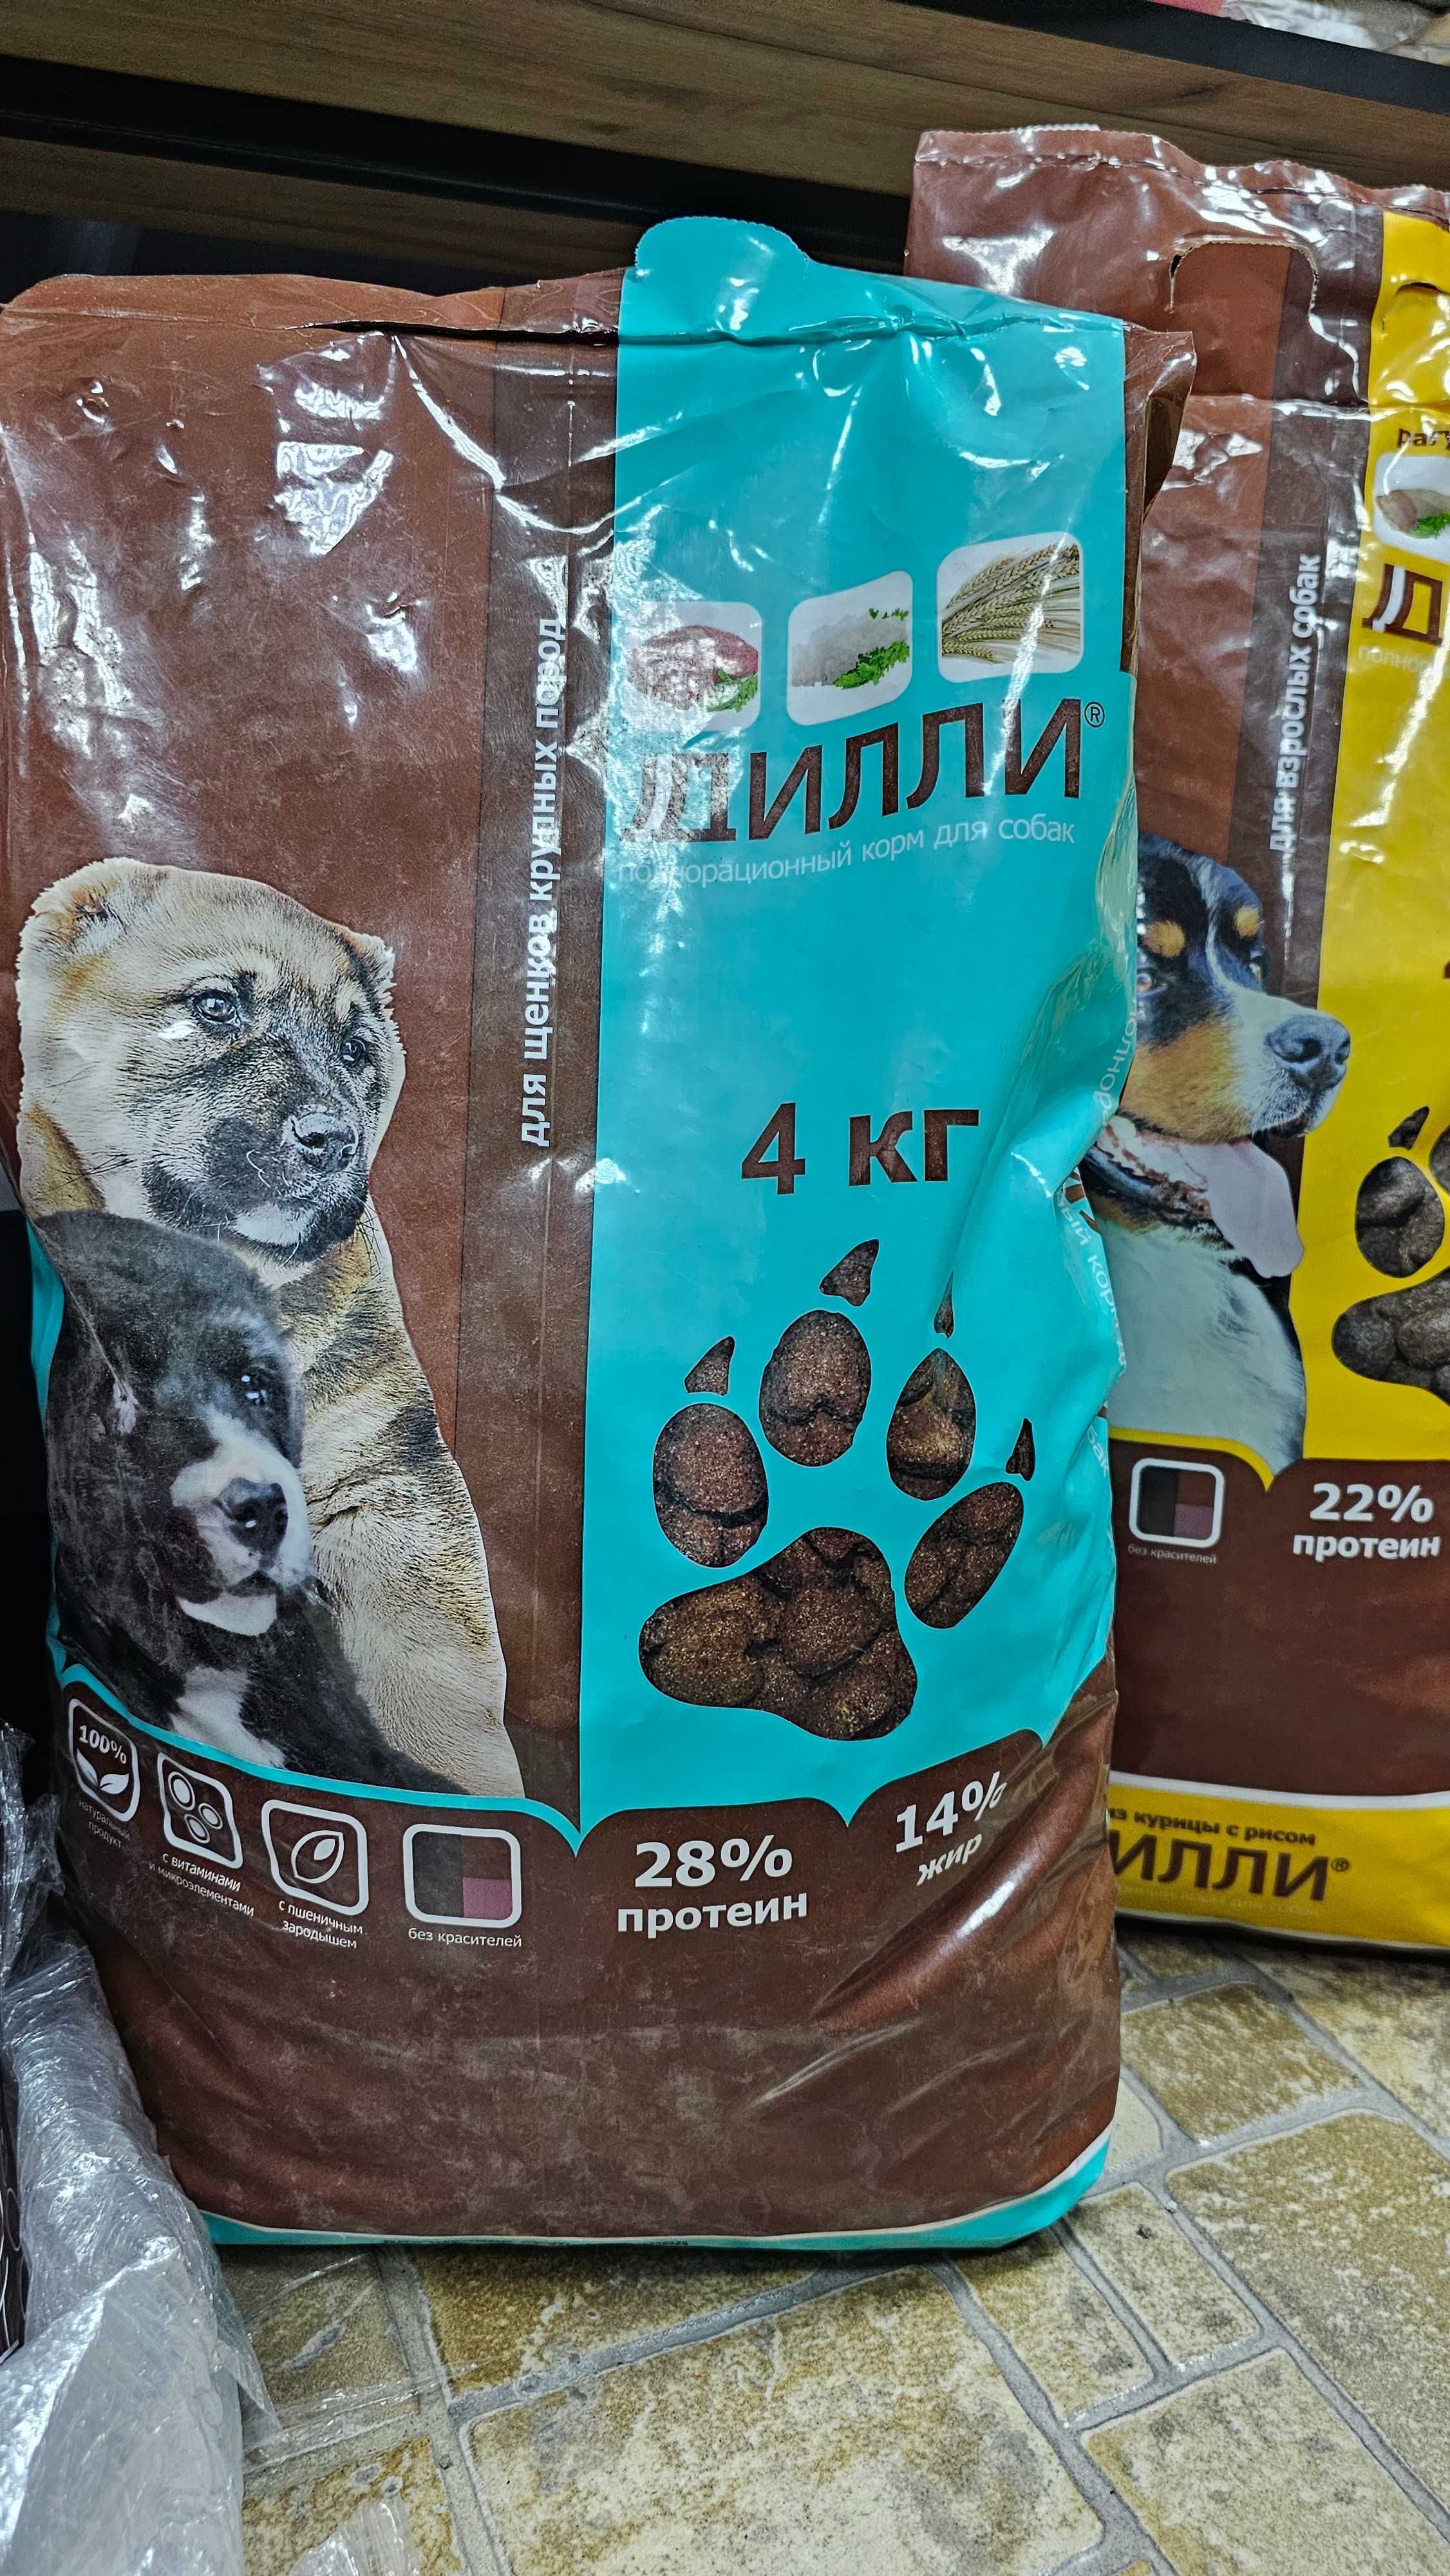 для щенков крупных пород
ДИЛЛИ®
полнорационный корм для собак
4 кг
100%
натуральный
продукт
с витаминами
и микроэлементами
с пшеничным
зародышем
без красителей
28%
протеин
14%
жир
для взрослых собак
без красителей
22%
протеин
из курицы с рисом
ИЛЛИ®